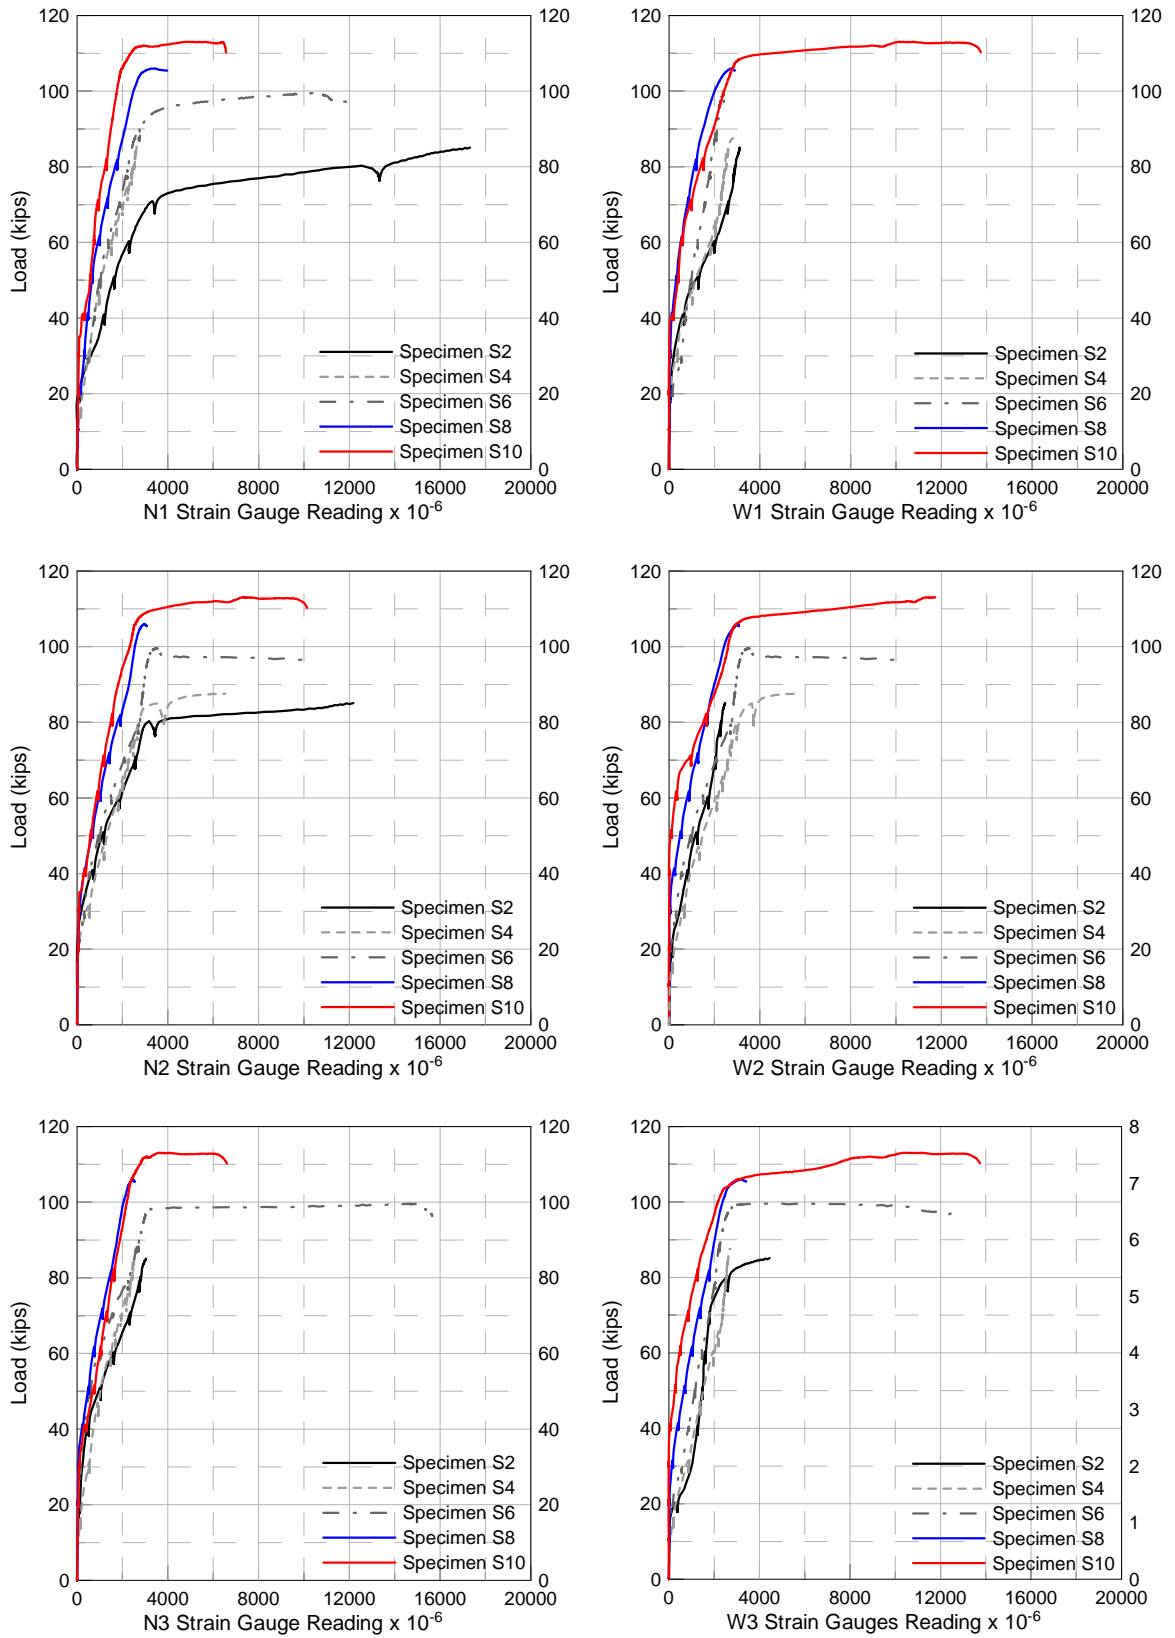 120
100
80
60
40
20
0
Load (kips)
120
100
80
60
40
20
0
Specimen S2
Specimen S4
Specimen S6
Specimen S8
Specimen S10
0 4000 8000 12000 16000 20000
N1 Strain Gauge Reading x 10-6
120
100
80
60
40
20
0
Load (kips)
120
100
80
60
40
20
0
Specimen S2
Specimen S4
Specimen S6
Specimen S8
Specimen S10
0 4000 8000 12000 16000 20000
W1 Strain Gauge Reading x 10-6
120
100
80
60
40
20
0
Load (kips)
120
100
80
60
40
20
0
Specimen S2
Specimen S4
Specimen S6
Specimen S8
Specimen S10
0 4000 8000 12000 16000 20000
N2 Strain Gauge Reading x 10-6
120
100
80
60
40
20
0
Load (kips)
120
100
80
60
40
20
0
Specimen S2
Specimen S4
Specimen S6
Specimen S8
Specimen S10
0 4000 8000 12000 16000 20000
W2 Strain Gauge Reading x 10-6
120
100
80
60
40
20
0
Load (kips)
120
100
80
60
40
20
0
Specimen S2
Specimen S4
Specimen S6
Specimen S8
Specimen S10
0 4000 8000 12000 16000 20000
N3 Strain Gauge Reading x 10-6
120
100
80
60
40
20
0
Load (kips)
8
7
6
5
4
3
2
1
0
Specimen S2
Specimen S4
Specimen S6
Specimen S8
Specimen S10
0 4000 8000 12000 16000 20000
W3 Strain Gauges Reading x 10-6